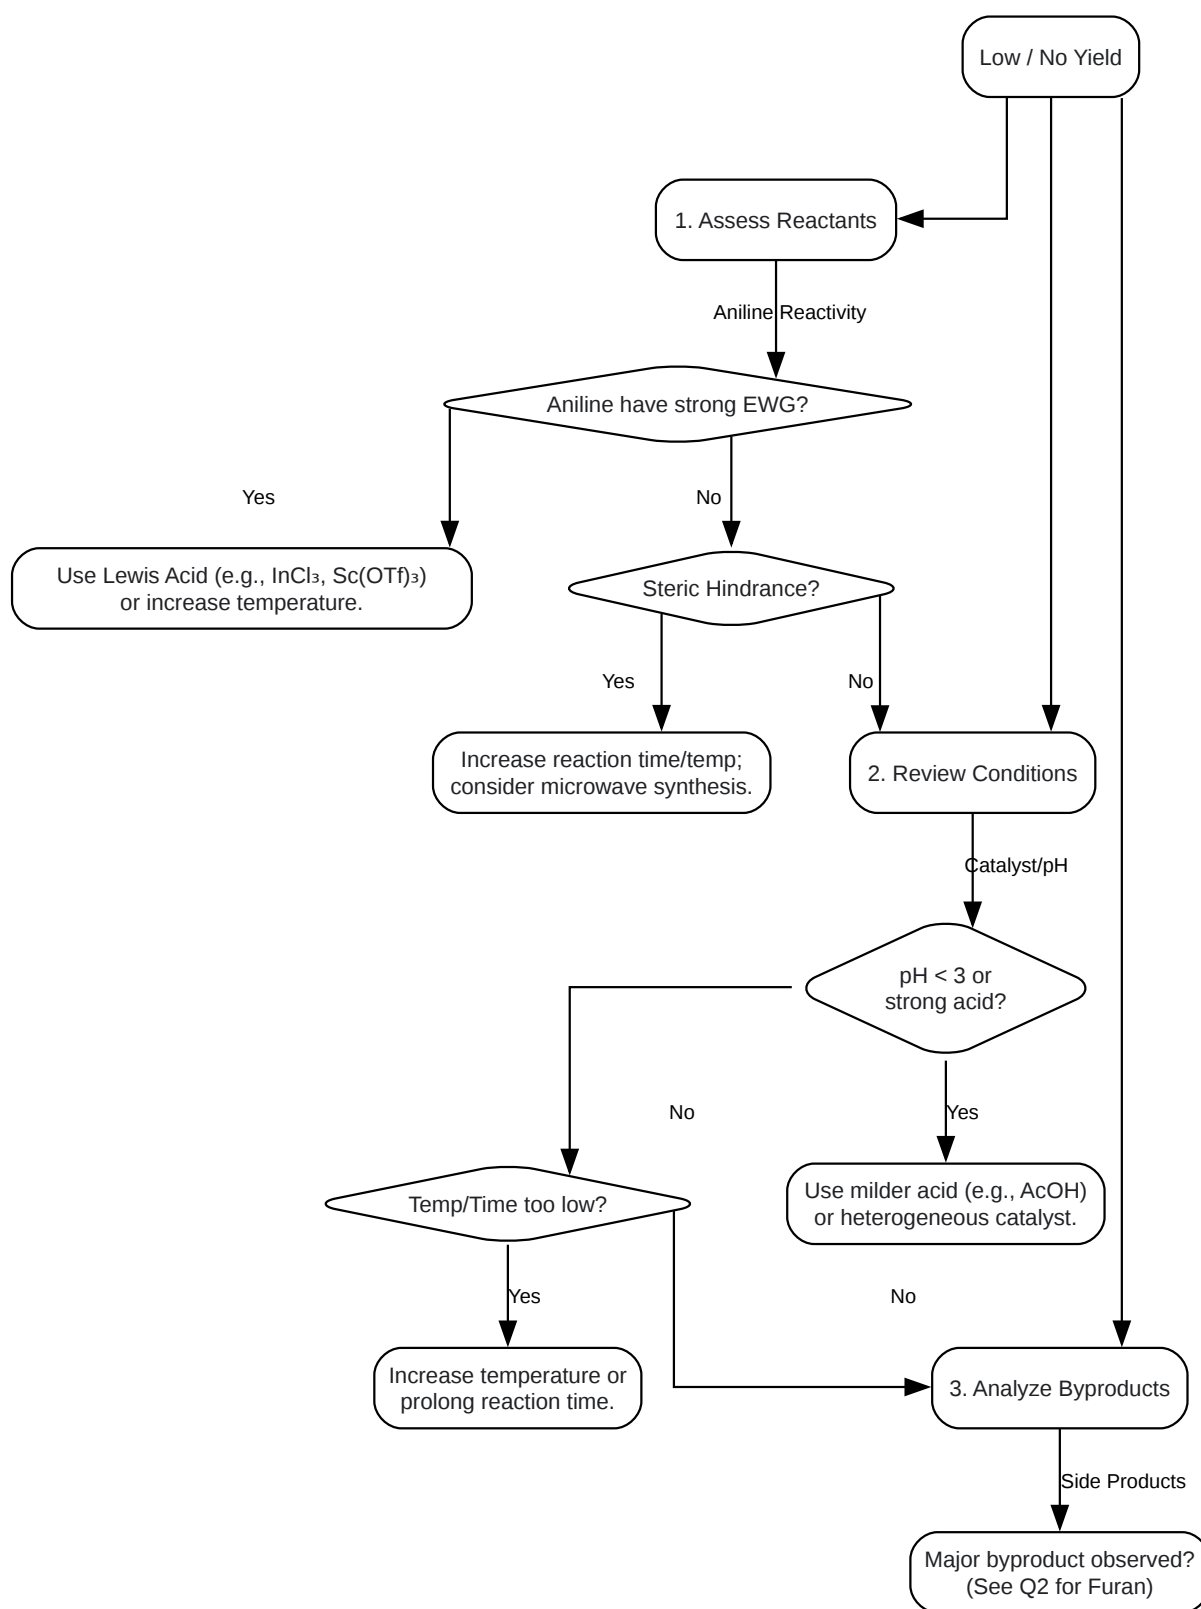 Low / No Yield
1. Assess Reactants
Aniline Reactivity
Aniline have strong EWG?
Yes
No
Use Lewis Acid (e.g., InCl₃, Sc(OTf)₃)
or increase temperature.
Steric Hindrance?
Yes
No
Increase reaction time/temp;
consider microwave synthesis.
2. Review Conditions
Catalyst/pH
pH < 3 or
strong acid?
No
Yes
Use milder acid (e.g., AcOH)
or heterogeneous catalyst.
Temp/Time too low?
Yes
No
Increase temperature or
prolong reaction time.
3. Analyze Byproducts
Side Products
Major byproduct observed?
(See Q2 for Furan)